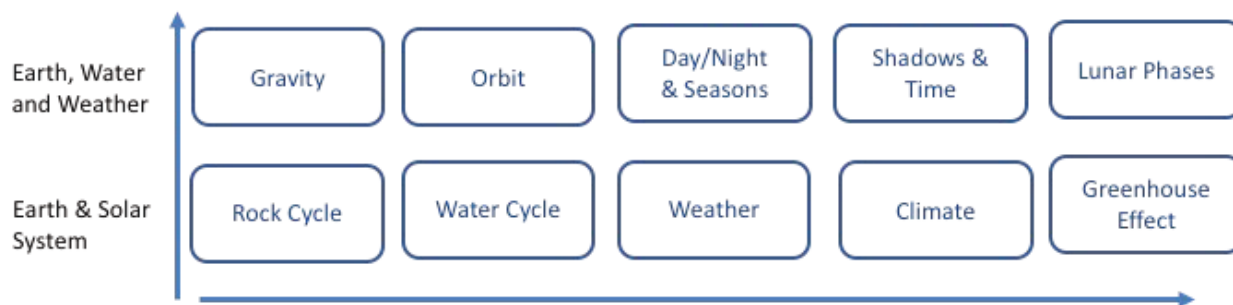 Earth, Water
and Weather
Gravity
Orbit
Day/Night
& Seasons
Shadows &
Time
Lunar Phases
Earth & Solar
System
Rock Cycle
Water Cycle
Weather
Climate
Greenhouse
Effect